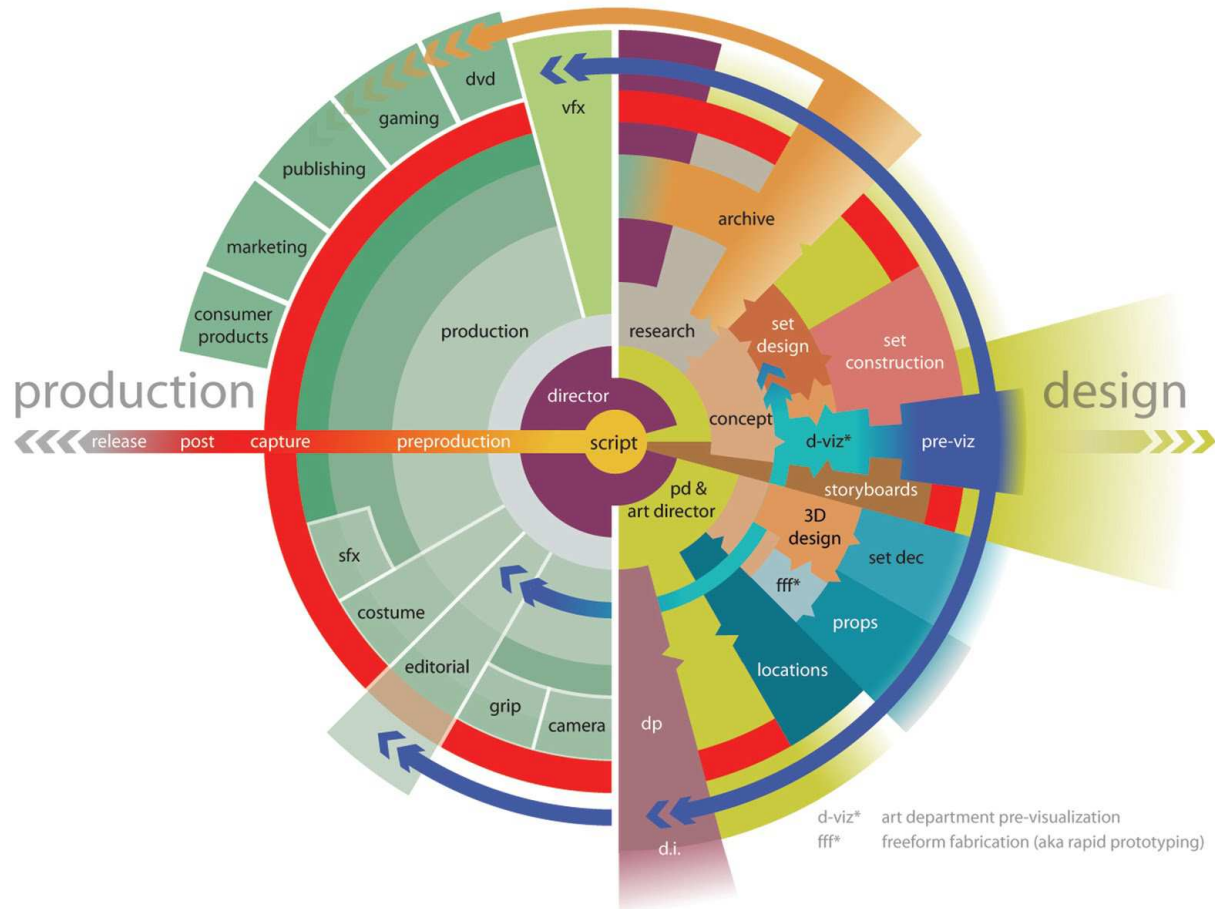 dvd
vfx
gaming
publishing
marketing
consumer
products
archive
production
research
set
design
set
construction
director
production
design
concept
release
post
capture
preproduction
script
d-viz*
pre-viz
storyboards
pd &
art director
3D
design
set dec
sfx
fff*
costume
props
editorial
locations
grip
camera
dp
d.i.
d-viz* art department pre-visualization
fff* freeform fabrication (aka rapid prototyping)